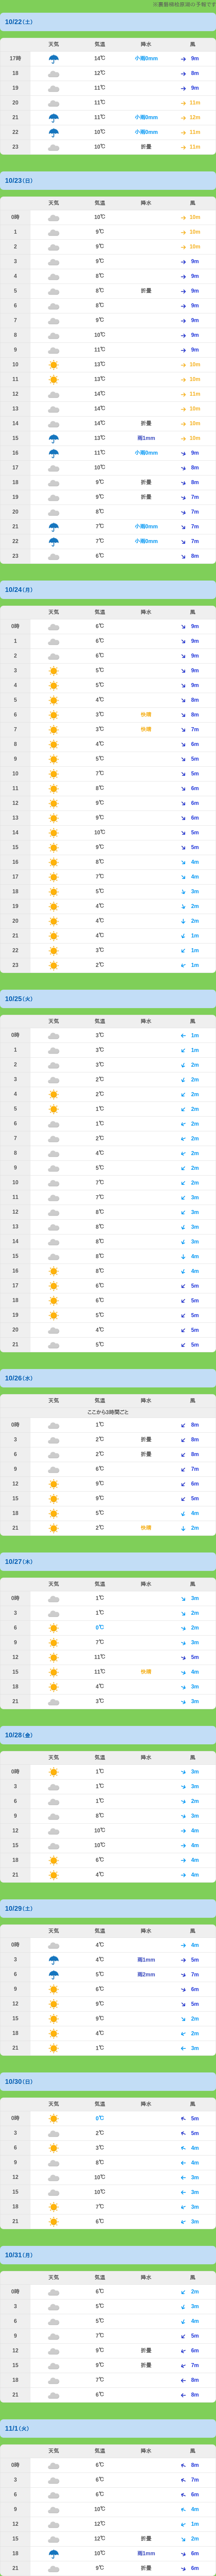 ※裏磐梯桧原湖の予報です
10/22(土)
天気 気温 降水 風
17時 14℃ 小雨0mm 9m
18 12℃ 9m
19 11℃ 9m
20 11℃ 11m
21 11℃ 小雨0mm 12m
22 10℃ 小雨0mm 11m
23 10℃ 折畳 11m
10/23(日)
天気 気温 降水 風
0時 10℃ 10m
1 9℃ 10m
2 9℃ 10m
3 9℃ 9m
4 8℃ 9m
5 8℃ 折畳 9m
6 8℃ 9m
7 9℃ 9m
8 10℃ 9m
9 11℃ 9m
10 13℃ 10m
11 13℃ 10m
12 14℃ 11m
13 14℃ 10m
14 14℃ 折畳 10m
15 13℃ 雨1mm 10m
16 11℃ 小雨0mm 9m
17 10℃ 8m
18 9℃ 折畳 8m
19 9℃ 折畳 7m
20 8℃ 7m
21 7℃ 小雨0mm 7m
22 7℃ 小雨0mm 7m
23 6℃ 8m
10/24(月)
天気 気温 降水 風
0時 6℃ 9m
1 6℃ 9m
2 6℃ 9m
3 5℃ 9m
4 5℃ 9m
5 4℃ 8m
6 3℃ 快晴 8m
7 3℃ 快晴 7m
8 4℃ 6m
9 5℃ 5m
10 7℃ 5m
11 8℃ 6m
12 9℃ 6m
13 9℃ 6m
14 10℃ 5m
15 9℃ 5m
16 8℃ 4m
17 7℃ 4m
18 5℃ 3m
19 4℃ 2m
20 4℃ 2m
21 4℃ 1m
22 3℃ 1m
23 2℃ 1m
10/25(火)
天気 気温 降水 風
0時 3℃ 1m
1 3℃ 1m
2 3℃ 2m
3 2℃ 2m
4 2℃ 2m
5 1℃ 2m
6 1℃ 2m
7 2℃ 2m
8 4℃ 2m
9 5℃ 2m
10 7℃ 2m
11 7℃ 3m
12 8℃ 3m
13 8℃ 3m
14 8℃ 3m
15 8℃ 4m
16 8℃ 4m
17 6℃ 5m
18 6℃ 5m
19 5℃ 5m
20 4℃ 5m
21 5℃ 5m
10/26(水)
天気 気温 降水 風
ここから3時間ごと
0時 1℃ 8m
3 2℃ 折畳 8m
6 2℃ 折畳 8m
9 6℃ 7m
12 9℃ 6m
15 9℃ 5m
18 5℃ 4m
21 2℃ 快晴 2m
10/27(木)
天気 気温 降水 風
0時 1℃ 3m
3 1℃ 2m
6 0℃ 2m
9 7℃ 3m
12 11℃ 5m
15 11℃ 快晴 4m
18 4℃ 3m
21 3℃ 3m
10/28(金)
天気 気温 降水 風
0時 1℃ 3m
3 1℃ 3m
6 1℃ 2m
9 8℃ 3m
12 10℃ 4m
15 10℃ 4m
18 6℃ 4m
21 4℃ 4m
10/29(土)
天気 気温 降水 風
0時 4℃ 4m
3 4℃ 雨1mm 5m
6 5℃ 雨2mm 7m
9 6℃ 6m
12 9℃ 5m
15 9℃ 2m
18 4℃ 2m
21 1℃ 3m
10/30(日)
天気 気温 降水 風
0時 0℃ 5m
3 2℃ 5m
6 3℃ 4m
9 8℃ 4m
12 10℃ 3m
15 10℃ 3m
18 7℃ 3m
21 6℃ 3m
10/31(月)
天気 気温 降水 風
0時 6℃ 2m
3 5℃ 3m
6 5℃ 4m
9 7℃ 5m
12 9℃ 折畳 6m
15 9℃ 折畳 7m
18 7℃ 8m
21 6℃ 8m
11/1(火)
天気 気温 降水 風
0時 6℃ 8m
3 6℃ 7m
6 6℃ 6m
9 10℃ 4m
12 12℃ 1m
15 12℃ 折畳 2m
18 10℃ 雨1mm 6m
21 9℃ 折畳 6m